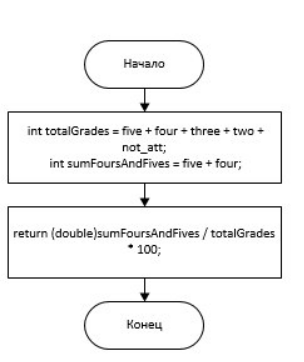 Начало
int totalGrades = five + four + three + two +
not_att;
int sumFoursAndFives = five + four;
return (double)sumFoursAndFives / totalGrades
* 100;
Конец